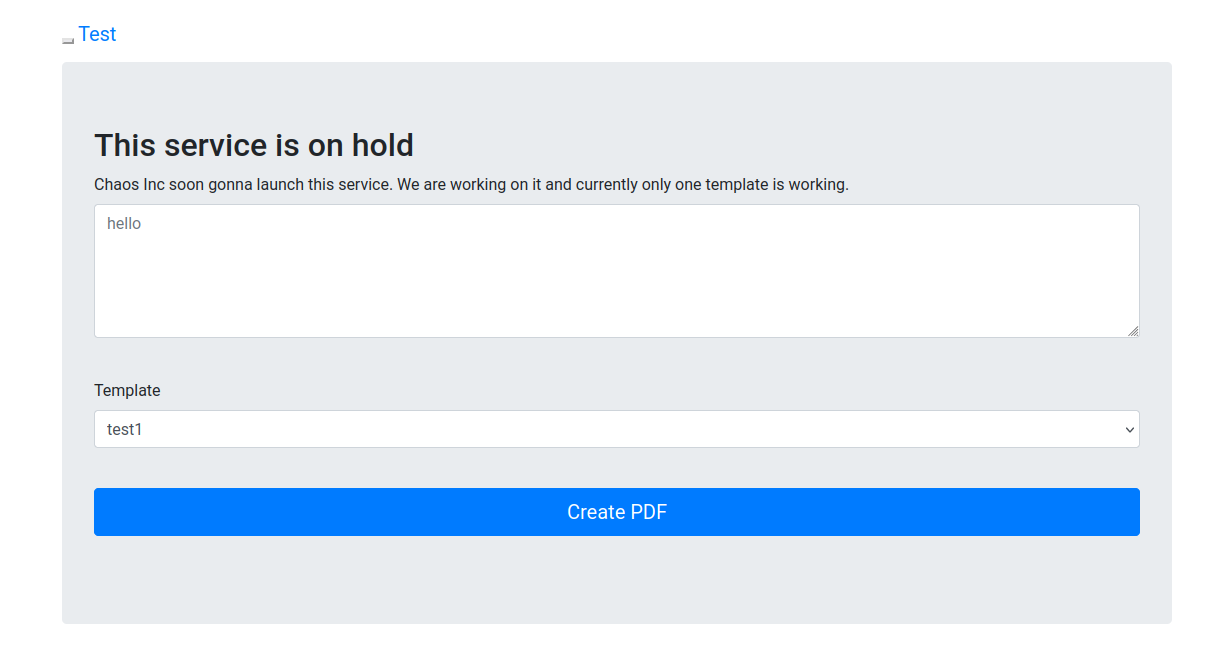 Test
This service is on hold
Chaos Inc soon gonna launch this service. We are working on it and currently only one template is working.
hello
Template
test1
Create PDF